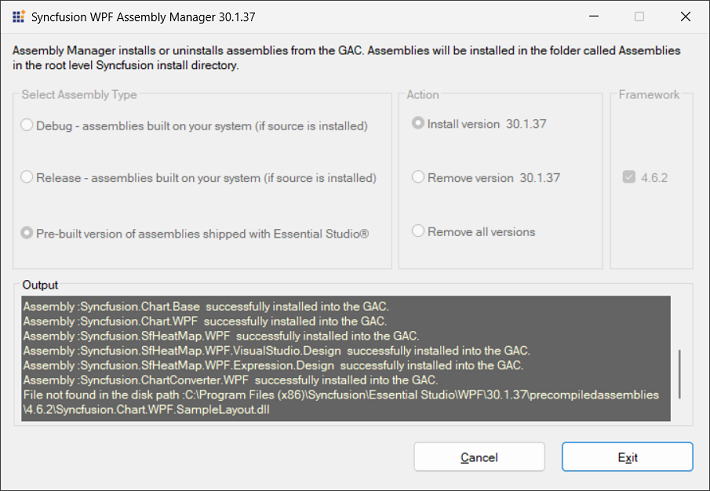 Syncfusion WPF Assembly Manager 30.1.37
Assembly Manager installs or uninstalls assemblies from the GAC. Assemblies will be installed in the folder called Assemblies
in the root level Syncfusion install directory.
Select Assembly Type
Debug - assemblies built on your system (if source is installed)
Release - assemblies built on your system (if source is installed)
Pre-built version of assemblies shipped with Essential Studio®
Action
Install version 30.1.37
Remove version 30.1.37
Remove all versions
Framework
4.6.2
Output
Assembly :Syncfusion.Chart.Base successfully installed into the GAC.
Assembly :Syncfusion.Chart.WPF successfully installed into the GAC.
Assembly :Syncfusion.SfHeatMap.WPF successfully installed into the GAC.
Assembly :Syncfusion.SfHeatMap.WPF.VisualStudio.Design successfully installed into the GAC.
Assembly :Syncfusion.SfHeatMap.WPF.Expression.Design successfully installed into the GAC.
Assembly :Syncfusion.ChartConverter.WPF successfully installed into the GAC.
File not found in the disk path :C:\Program Files (x86)\Syncfusion\Essential Studio\WPF\30.1.37\precompiledassemblies
\4.6.2\Syncfusion.Chart.WPF.SampleLayout.dll
Cancel
Exit